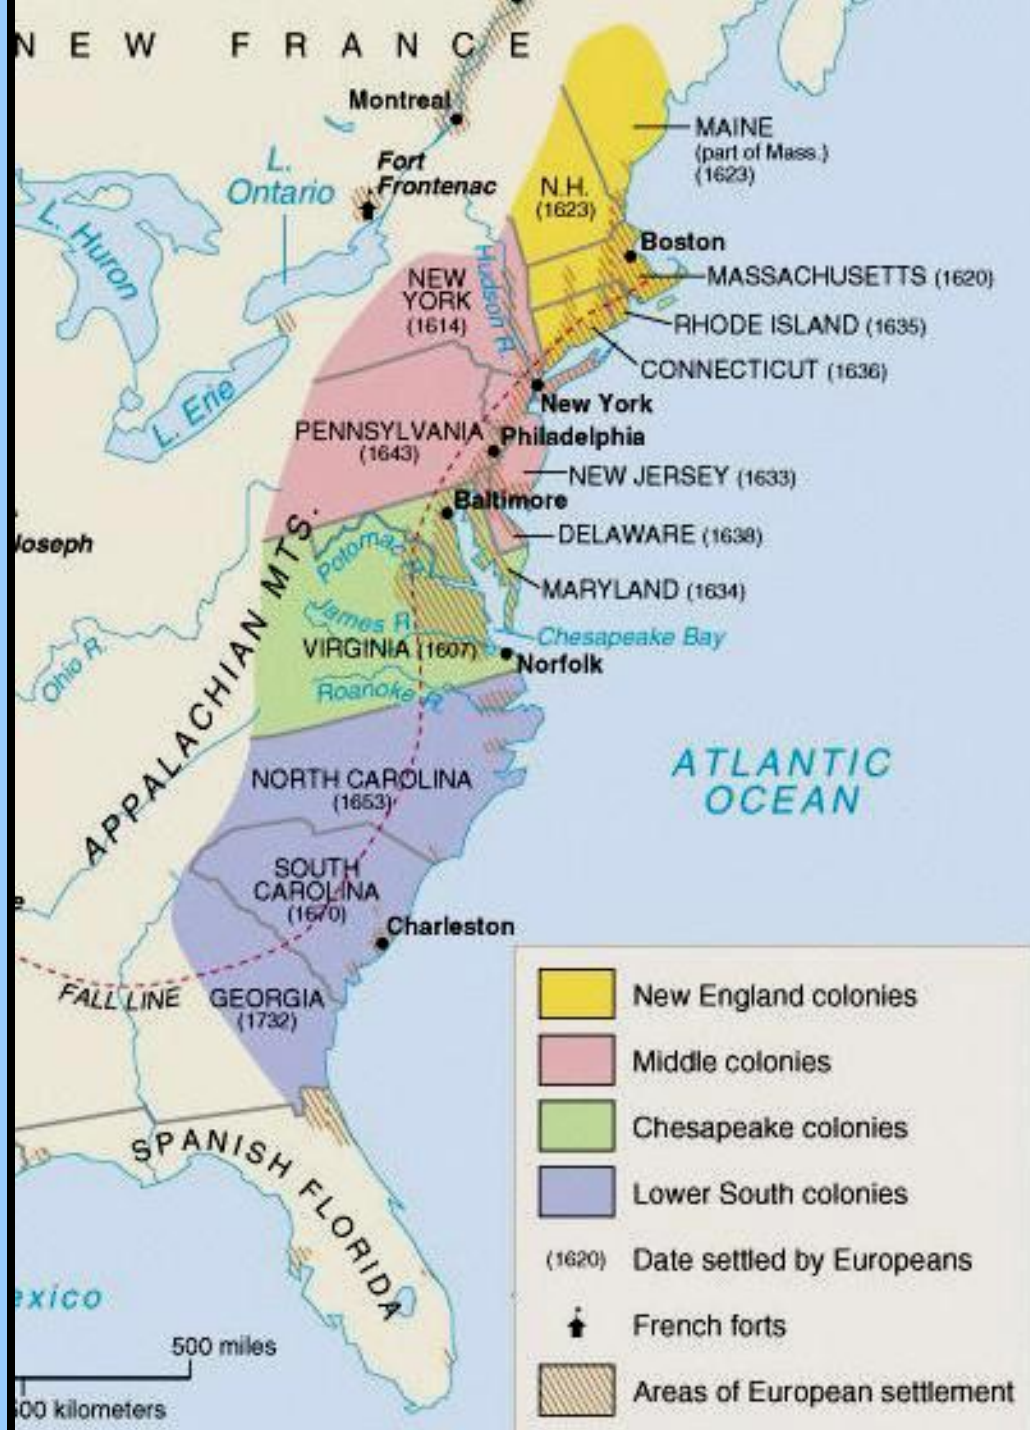 NEW FRANCE
Montreal
MAINE
(part of Mass.)
(1623)
Fort
Frontenac
L.
Ontario
N.H.
(1623)
L. Huron
Boston
Hudson R.
NEW
YORK
(1614)
MASSACHUSETTS (1620)
RHODE ISLAND (1635)
CONNECTICUT (1636)
L. Erie
New York
PENNSYLVANIA
(1643)
Philadelphia
NEW JERSEY (1633)
Baltimore
DELAWARE (1638)
Joseph
Potomac R.
MARYLAND (1634)
James R.
Chesapeake Bay
VIRGINIA (1607)
Norfolk
Ohio R.
Roanoke R.
APPALACHIAN MTS.
ATLANTIC
OCEAN
NORTH CAROLINA
(1653)
SOUTH
CAROLINA
(1670)
Charleston
FALL LINE
GEORGIA
(1732)
SPANISH FLORIDA
exico
500 miles
500 kilometers
New England colonies
Middle colonies
Chesapeake colonies
Lower South colonies
(1620) Date settled by Europeans
French forts
Areas of European settlement